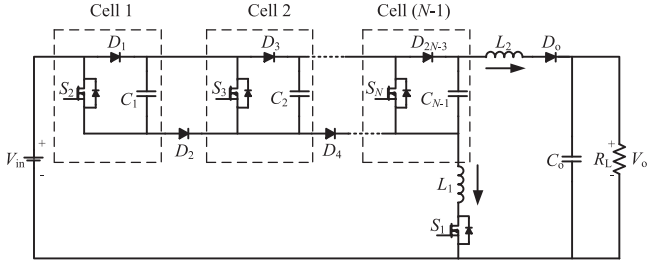 Cell 1
Cell 2
Cell (N-1)
D1
D3
D2N-3
L2
Do
S2
C1
S3
C2
SN
CN-1
D2
D4
Vin
+
-
L1
S1
Co
RL
+
-
Vo